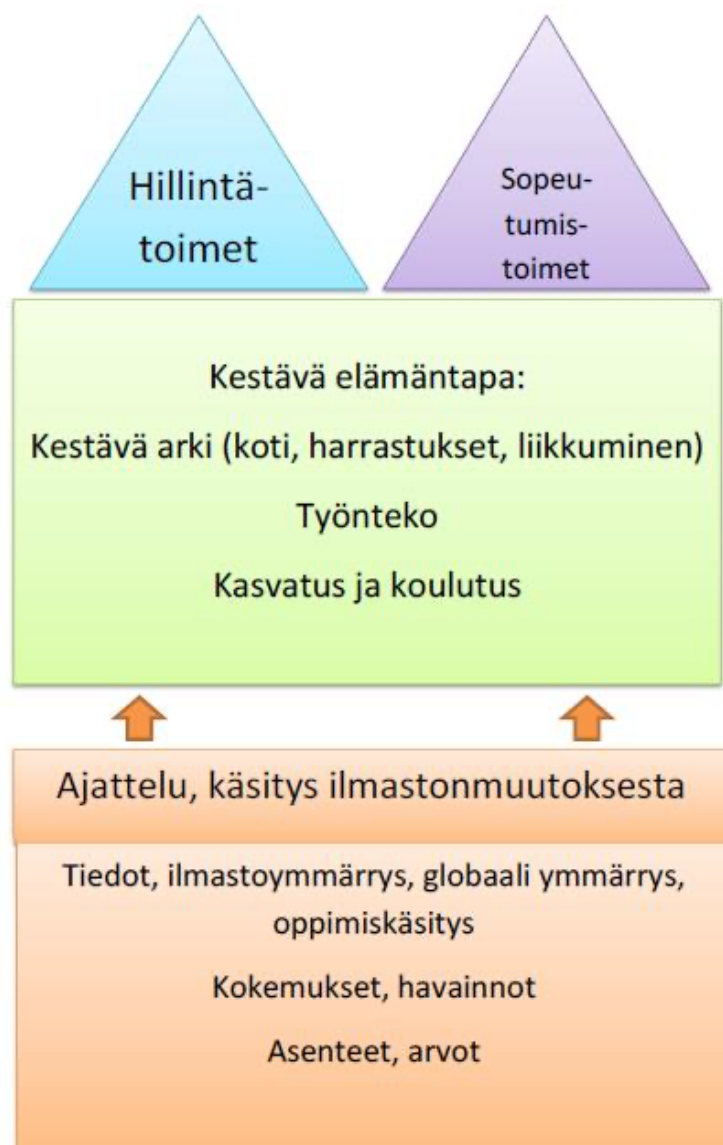 Hillintä-
toimet
Sopeu-
tumis-
toimet
Kestävä elämäntapa:
Kestävä arki (koti, harrastukset, liikkuminen)
Työnteko
Kasvatus ja koulutus
Ajattelu, käsitys ilmastonmuutoksesta
Tiedot, ilmastoymmärrys, globaali ymmärrys,
oppimiskäsitys
Kokemukset, havainnot
Asenteet, arvot